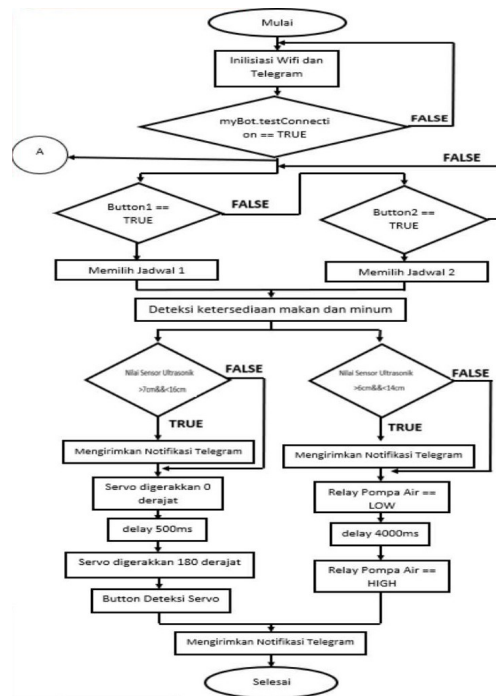 Mulai
Inilisiasi Wifi dan
Telegram
myBot.testConnecti
on == TRUE
FALSE
A
FALSE
Button1 ==
TRUE
FALSE
Button2 ==
TRUE
Memilih Jadwal 1
Memilih Jadwal 2
Deteksi ketersediaan makan dan minum
Nilai Sensor Ultrasonik
>7cm&&<16cm
FALSE
Nilai Sensor Ultrasonik
>6cm&&<14cm
FALSE
TRUE
TRUE
Mengirimkan Notifikasi Telegram
Mengirimkan Notifikasi Telegram
Servo digerakkan 0
derajat
Relay Pompa Air ==
LOW
delay 500ms
delay 4000ms
Servo digerakkan 180 derajat
Relay Pompa Air ==
HIGH
Button Deteksi Servo
Mengirimkan Notifikasi Telegram
Selesai